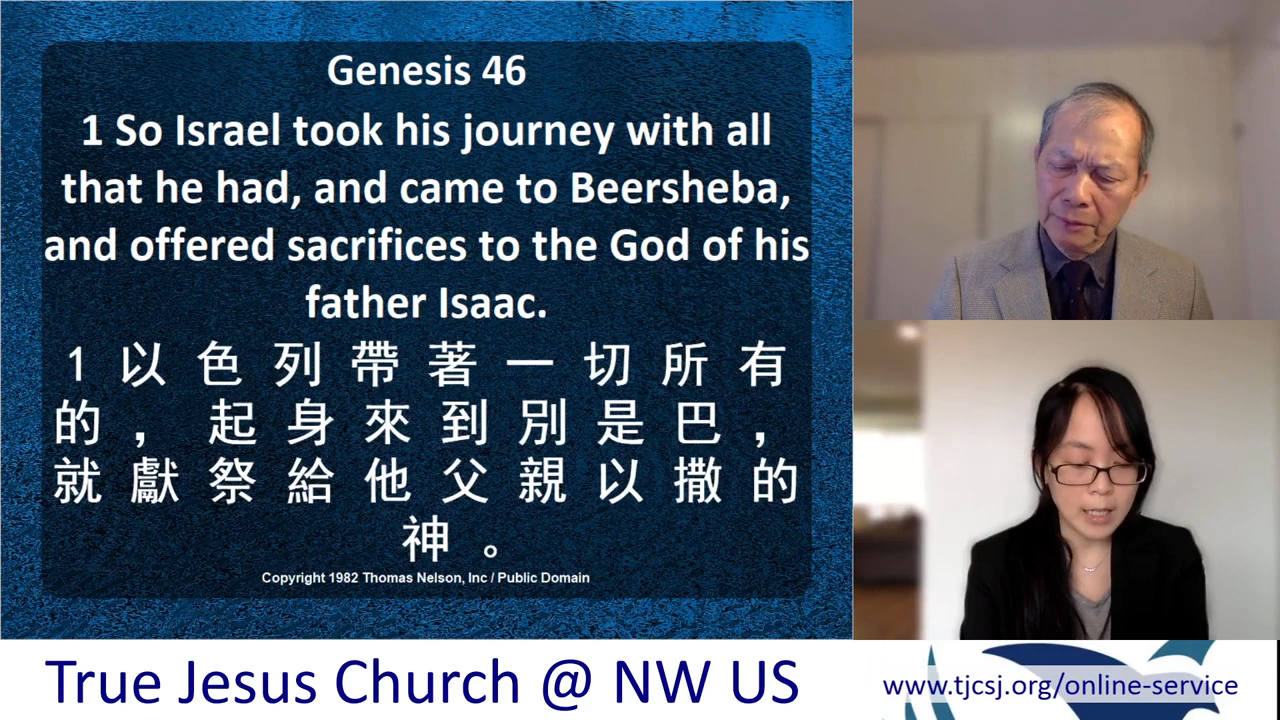 Genesis 46
1 So Israel took his journey with all
that he had, and came to Beersheba,
and offered sacrifices to the God of his
father Isaac.
1 以色列帶著一切所有
的，起身來到別是巴，
就獻祭給他父親以撒的
神。
Copyright 1982 Thomas Nelson, Inc / Public Domain
True Jesus Church @ NW US
www.tjcsj.org/online-service